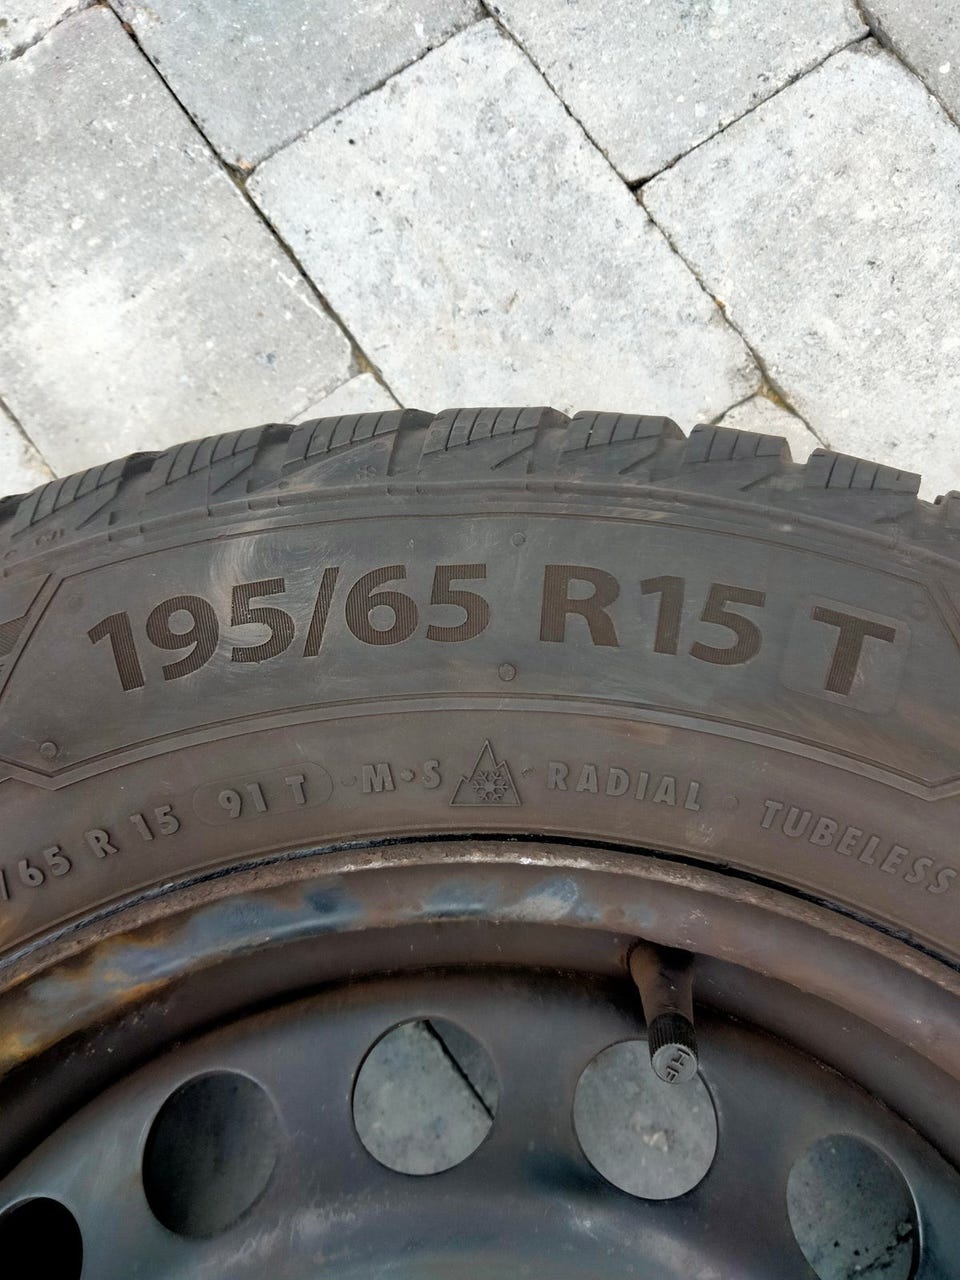 195/65 R15 T
/65 R 15 91 T ·M·S RADIAL · TUBELESS